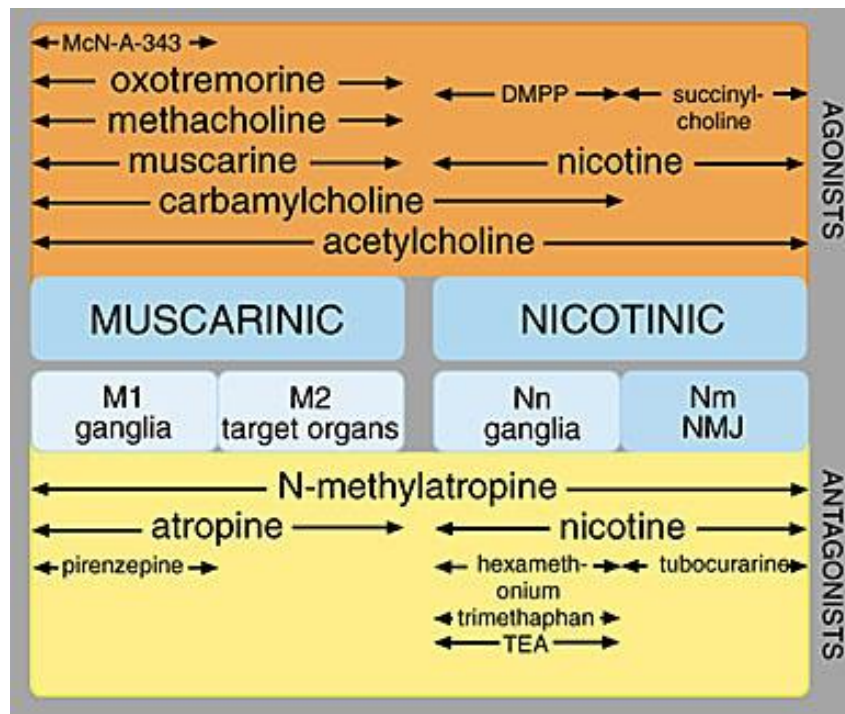 McN-A-343
oxotremorine
methacholine
muscarine
carbamylcholine
acetylcholine
DMPP
succinyl-
choline
nicotine
AGONISTS
MUSCARINIC
NICOTINIC
M1
ganglia
M2
target organs
Nn
ganglia
Nm
NMJ
N-methylatropine
atropine
nicotine
pirenzepine
hexameth-
onium
tubocurarine
trimethaphan
TEA
ANTAGONISTS